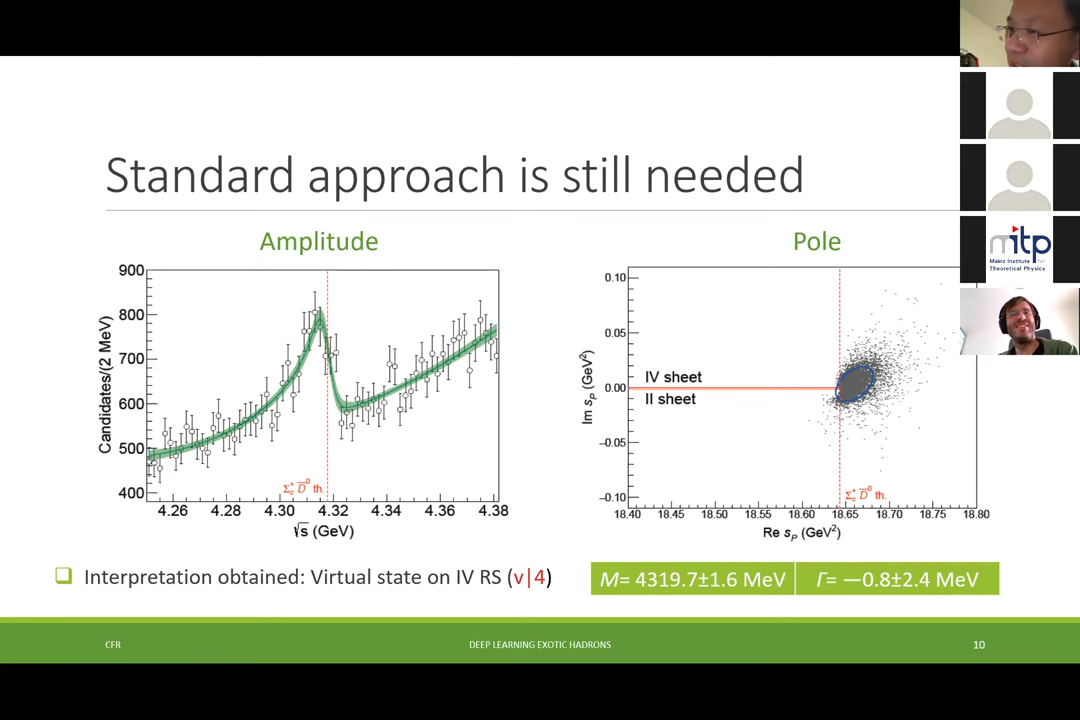 Standard approach is still needed
Amplitude
Pole
Candidates/(2 MeV)
900
800
700
600
500
400
Σc+ D̄0 th.
4.26 4.28 4.30 4.32 4.34 4.36 4.38
√s (GeV)
Im sP (GeV²)
0.10
0.05
0.00
−0.05
−0.10
IV sheet
II sheet
Σc+ D̄0 th.
18.40 18.45 18.50 18.55 18.60 18.65 18.70 18.75 18.80
Re sP (GeV²)
Interpretation obtained: Virtual state on IV RS (v|4)
M= 4319.7±1.6 MeV
Γ= −0.8±2.4 MeV
CFR
DEEP LEARNING EXOTIC HADRONS
10
mitp
Mainz Institute for
Theoretical Physics